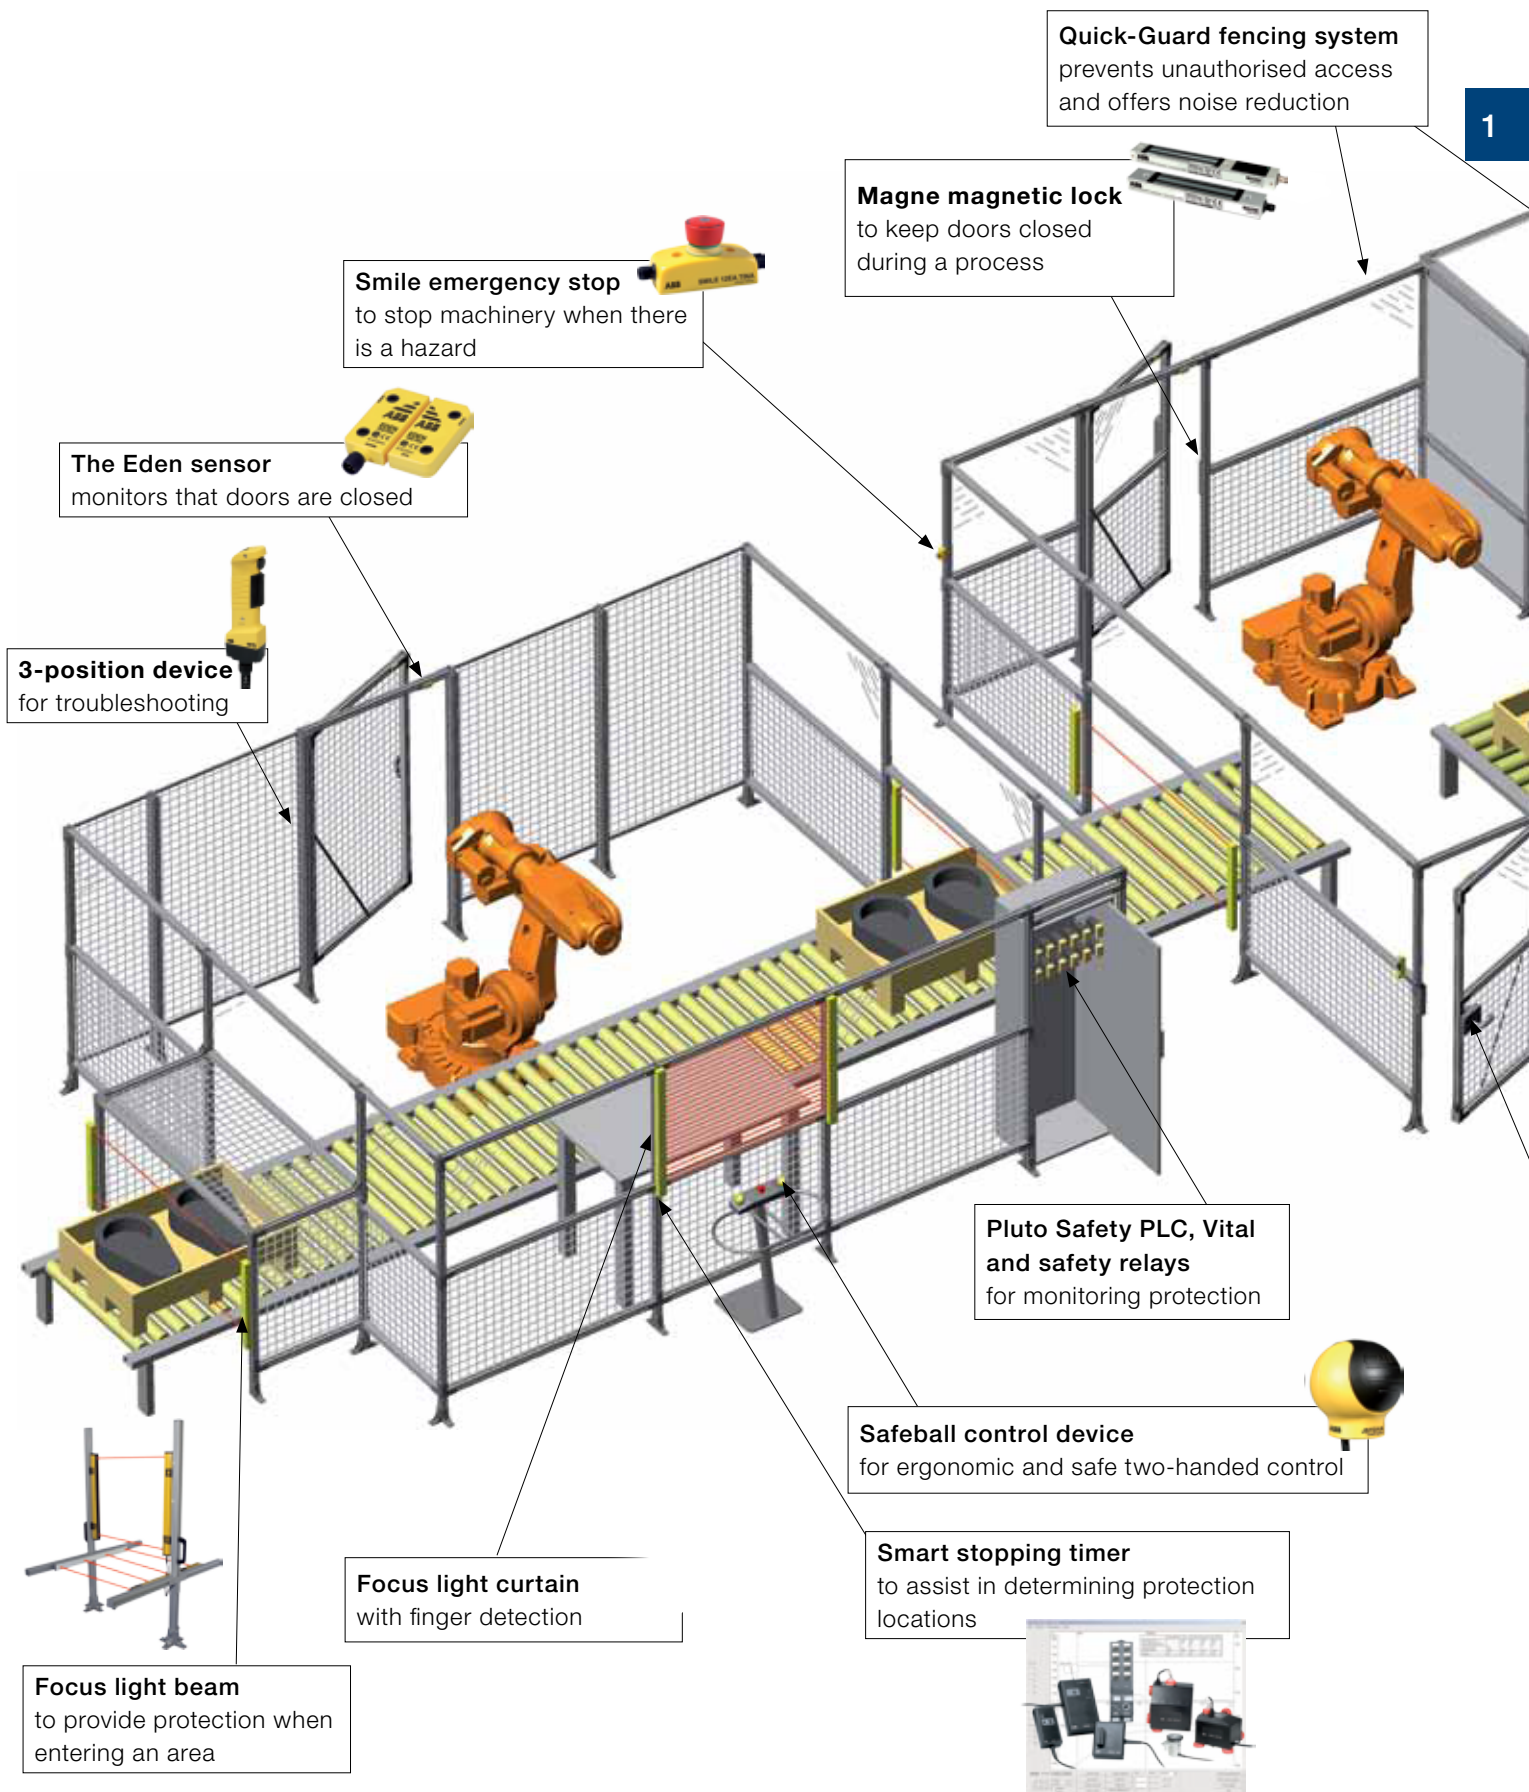 Quick-Guard fencing system
prevents unauthorised access
and offers noise reduction
1
Magne magnetic lock
to keep doors closed
during a process
Smile emergency stop
to stop machinery when there
is a hazard
ABB
The Eden sensor
monitors that doors are closed
ABB
ABB
3-position device
for troubleshooting
Pluto Safety PLC, Vital
and safety relays
for monitoring protection
Safeball control device
for ergonomic and safe two-handed control
Smart stopping timer
to assist in determining protection
locations
Focus light curtain
with finger detection
Focus light beam
to provide protection when
entering an area